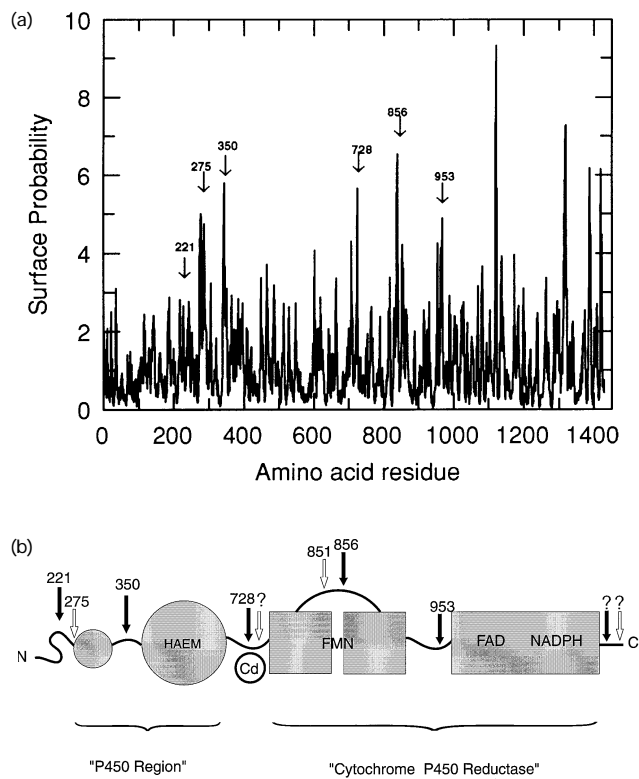 (a)
10
8
6
4
2
0
Surface Probability
221
275
350
728
856
953
0 200 400 600 800 1000 1200 1400
Amino acid residue
(b)
221
275
350
728 ?
851
856
953
? ?
N
HAEM
Cd
FMN
FAD NADPH
C
"P450 Region"
"Cytochrome P450 Reductase"